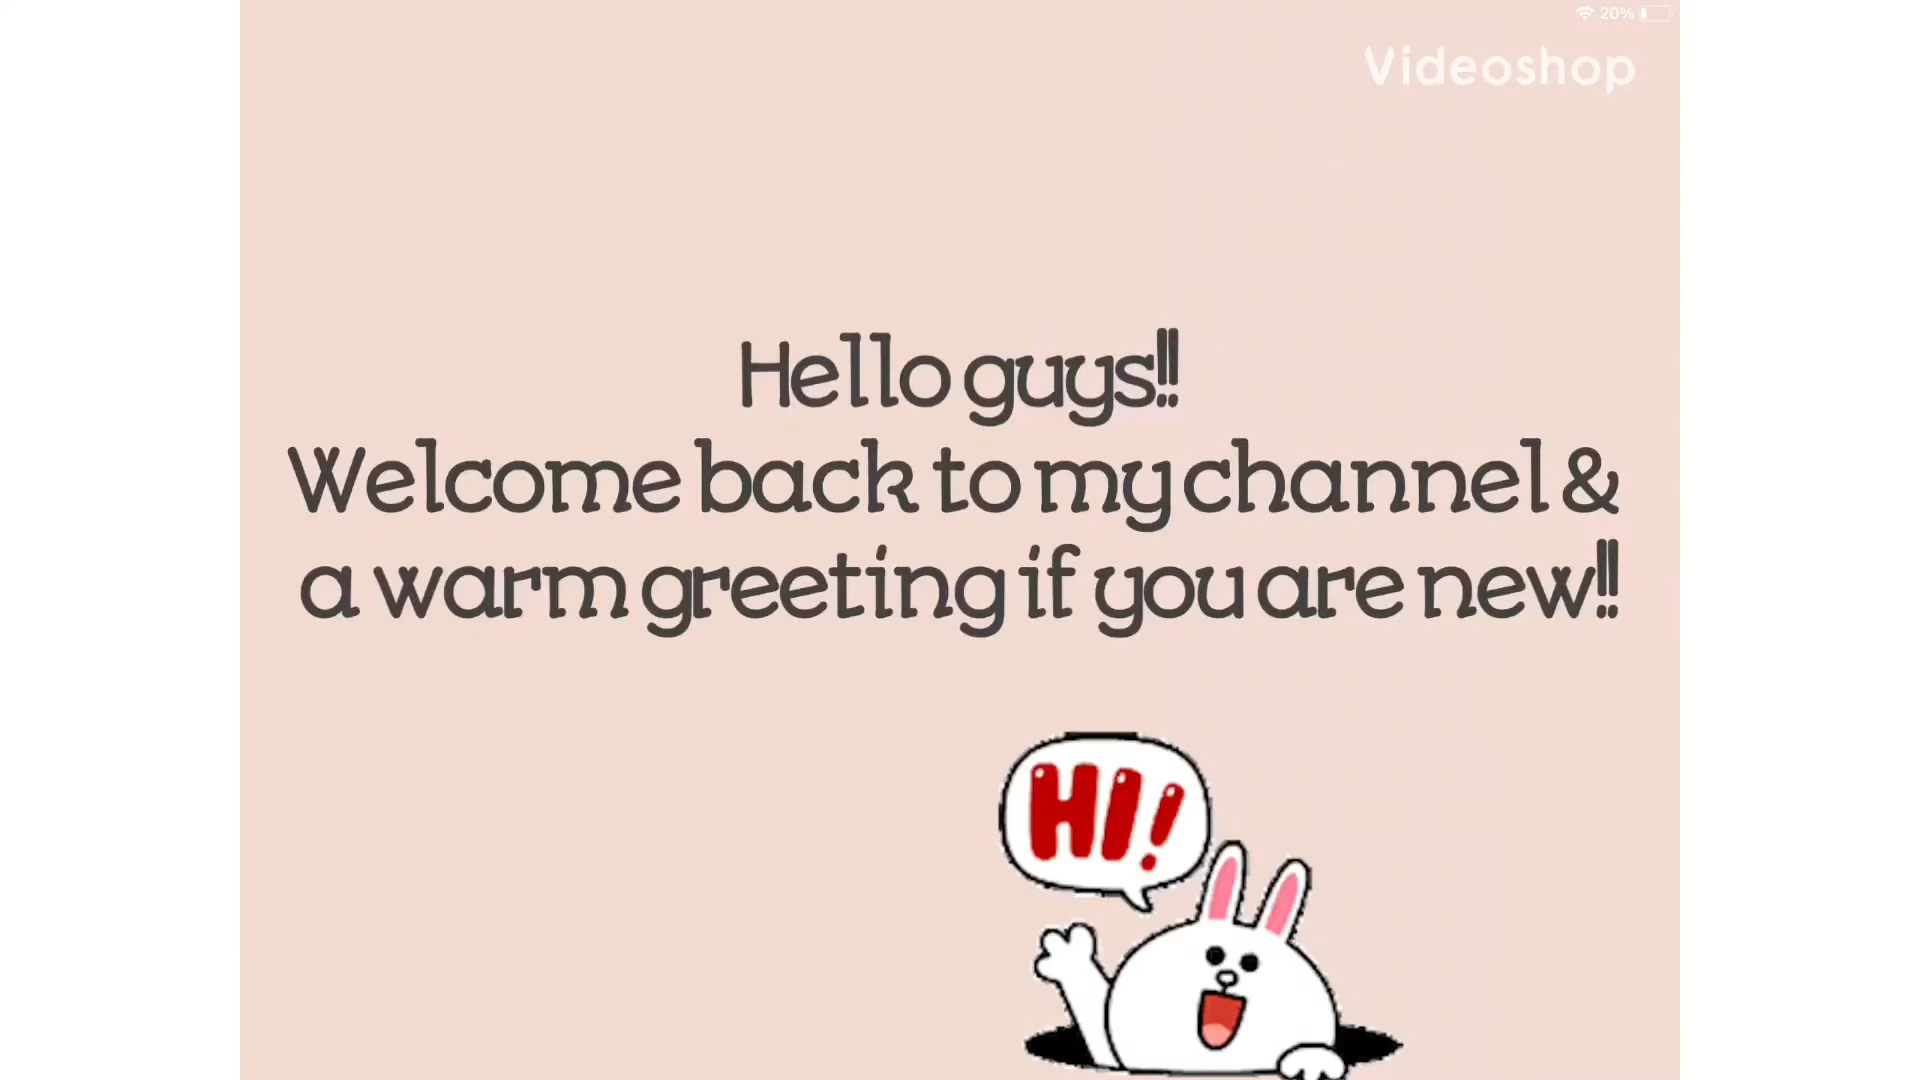 20%
Videoshop
Hello guys!!
Welcome back to my channel &
a warm greeting if you are new!!
HI!